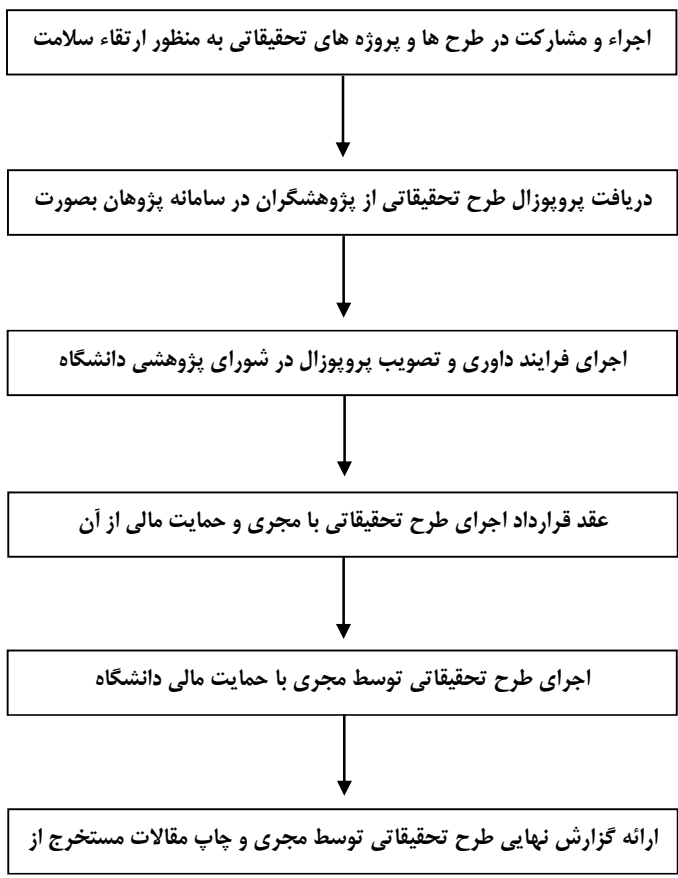 اجراء و مشارکت در طرح ها و پروژه های تحقیقاتی به منظور ارتقاء سلامت
دریافت پروپوزال طرح تحقیقاتی از پژوهشگران در سامانه پژوهان بصورت
اجرای فرایند داوری و تصویب پروپوزال در شورای پژوهشی دانشگاه
عقد قرارداد اجرای طرح تحقیقاتی با مجری و حمایت مالی از آن
اجرای طرح تحقیقاتی توسط مجری با حمایت مالی دانشگاه
ارائه گزارش نهایی طرح تحقیقاتی توسط مجری و چاپ مقالات مستخرج از